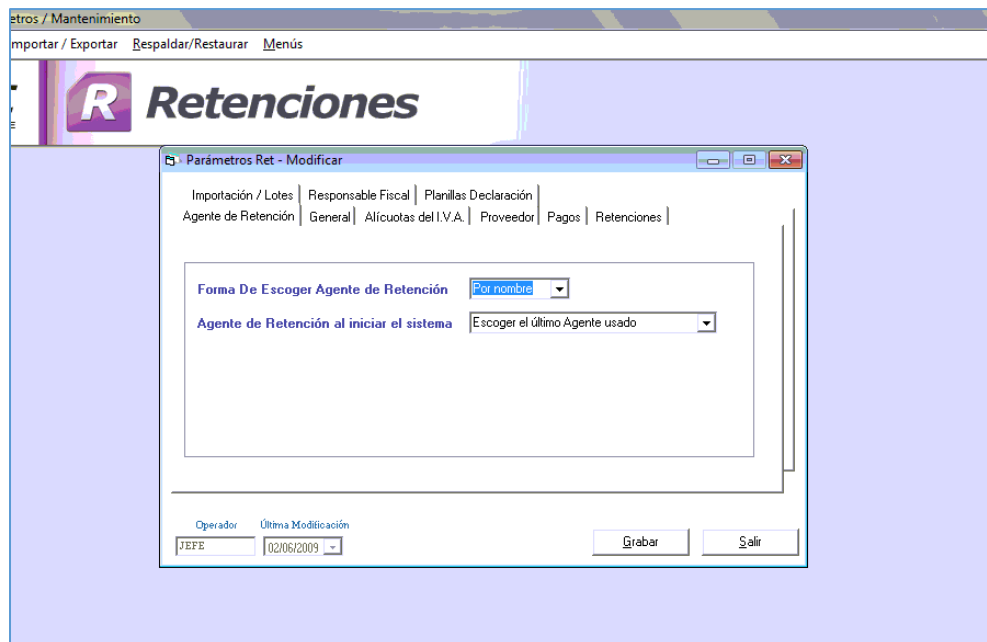 etros / Mantenimiento
mportar / Exportar Respaldar/Restaurar Menús
R Retenciones
Parámetros Ret - Modificar
Importación / Lotes Responsable Fiscal Planillas Declaración
Agente de Retención General Alícuotas del I.V.A. Proveedor Pagos Retenciones
Forma De Escoger Agente de Retención Por nombre
Agente de Retención al iniciar el sistema Escoger el último Agente usado
Operador Última Modificación
JEFE 02/06/2009 Grabar Salir